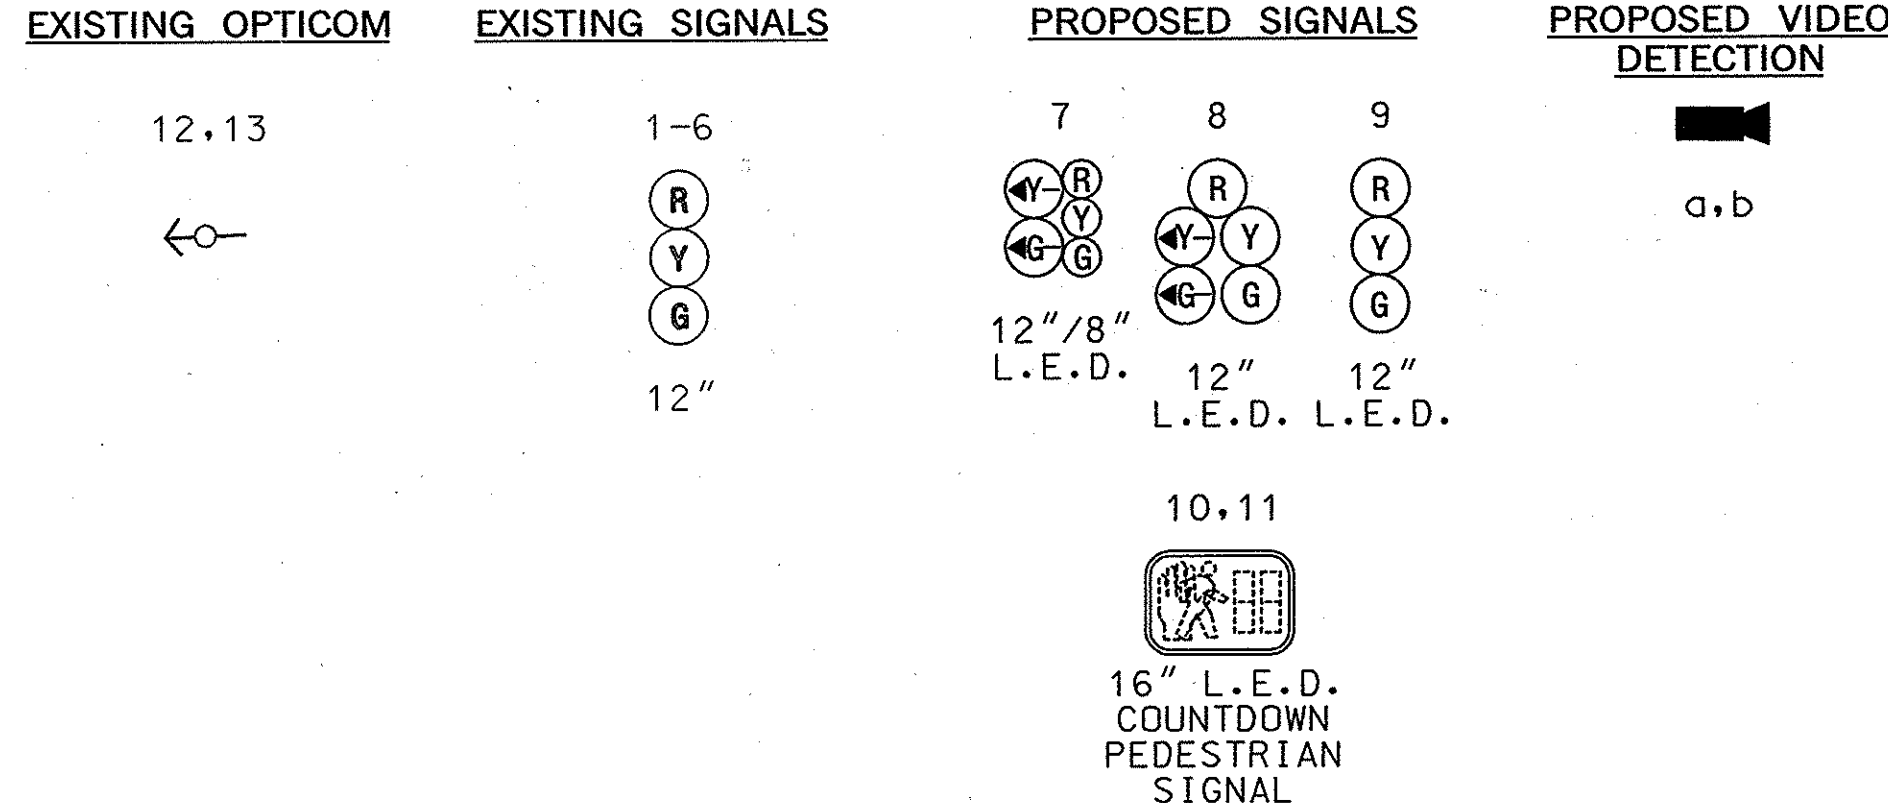 EXISTING OPTICOM
12,13
EXISTING SIGNALS
1-6
R
Y
G
12"
PROPOSED SIGNALS
7
Y R
Y
G G
12"/8"
L.E.D.
8
R
Y Y
G G
12"
L.E.D.
9
R
Y
G
12"
L.E.D.
10,11
16" L.E.D.
COUNTDOWN
PEDESTRIAN
SIGNAL
PROPOSED VIDEO
DETECTION
a,b